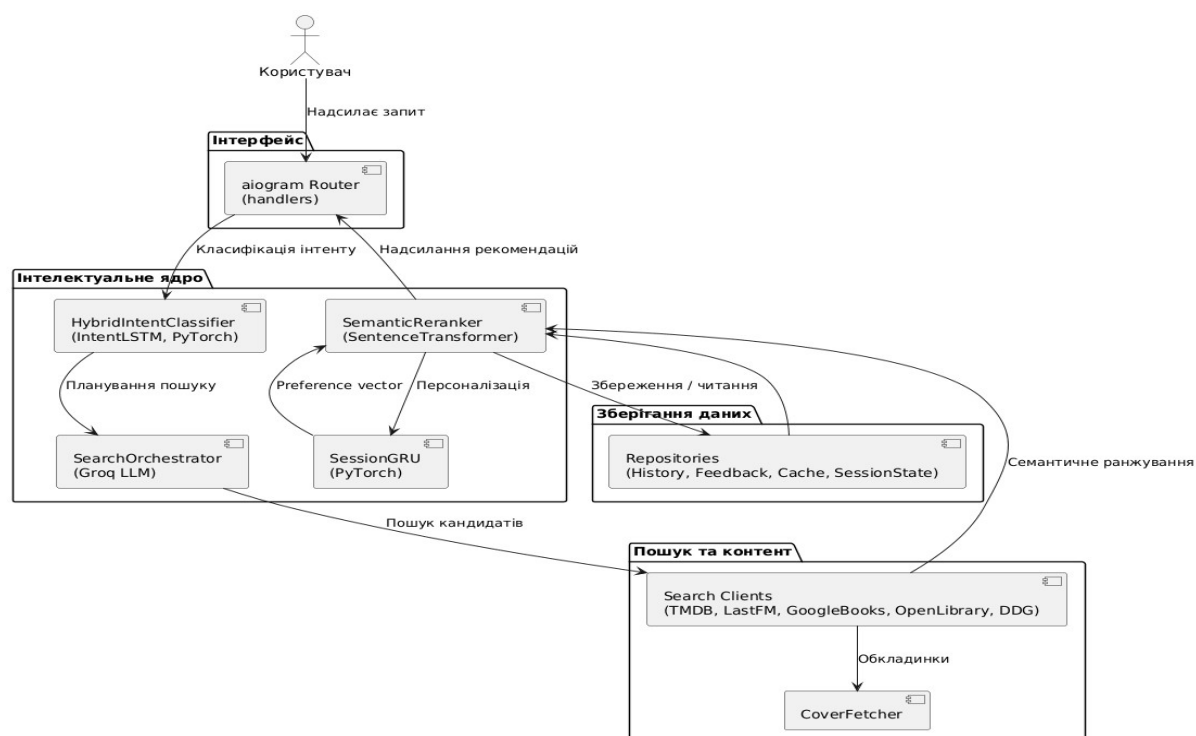 Користувач
Надсилає запит
Інтерфейс
aiogram Router
(handlers)
Класифікація інтенту
Надсилання рекомендацій
Інтелектуальне ядро
HybridIntentClassifier
(IntentLSTM, PyTorch)
SemanticReranker
(SentenceTransformer)
Планування пошуку
Preference vector
Персоналізація
Збереження / читання
Зберігання даних
SearchOrchestrator
(Groq LLM)
SessionGRU
(PyTorch)
Repositories
(History, Feedback, Cache, SessionState)
Семантичне ранжування
Пошук кандидатів
Пошук та контент
Search Clients
(TMDB, LastFM, GoogleBooks, OpenLibrary, DDG)
Обкладинки
CoverFetcher